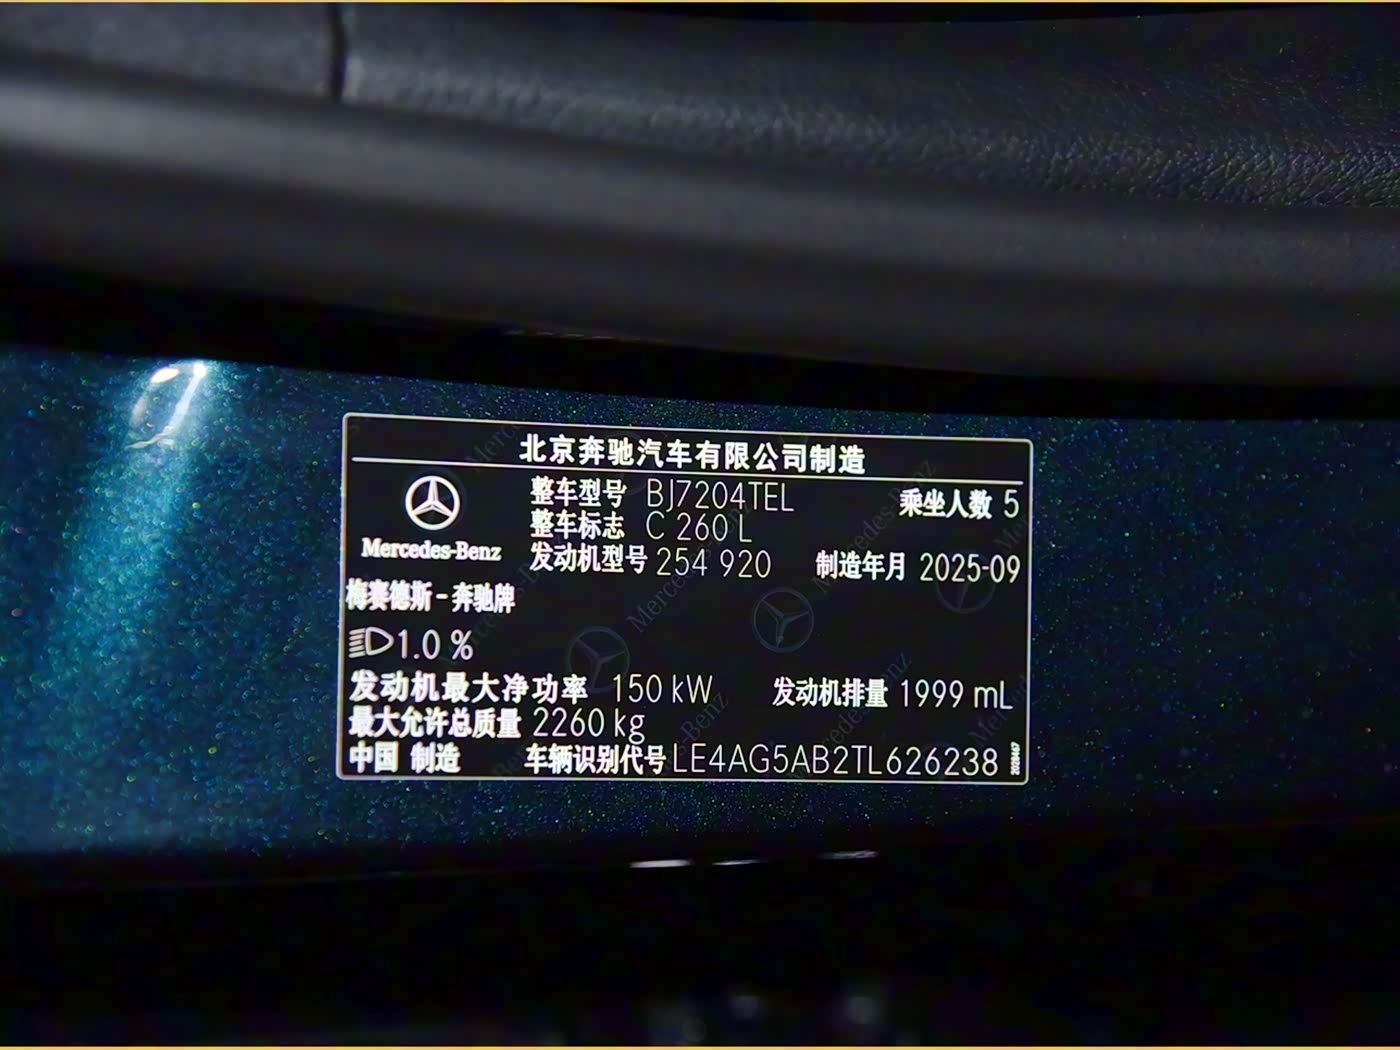 北京奔驰汽车有限公司制造
Mercedes-Benz
整车型号 BJ7204TEL 乘坐人数 5
整车标志 C 260 L
发动机型号 254 920 制造年月 2025-09
梅赛德斯-奔驰牌
1.0 %
发动机最大净功率 150 kW 发动机排量 1999 mL
最大允许总质量 2260 kg
中国 制造 车辆识别代号 LE4AG5AB2TL626238